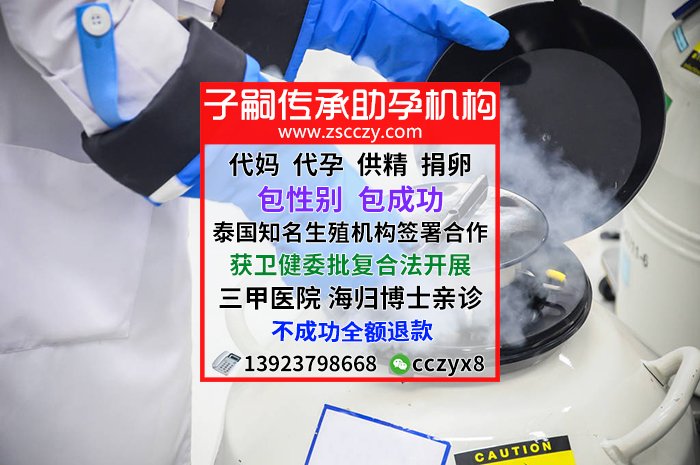 子嗣传承助孕机构
www.zscczy.com
代妈 代孕 供精 捐卵
包性别 包成功
泰国知名生殖机构签署合作
获卫健委批复合法开展
三甲医院 海归博士亲诊
不成功全额退款
13923798668 cczyx8
11-6
CAUTION